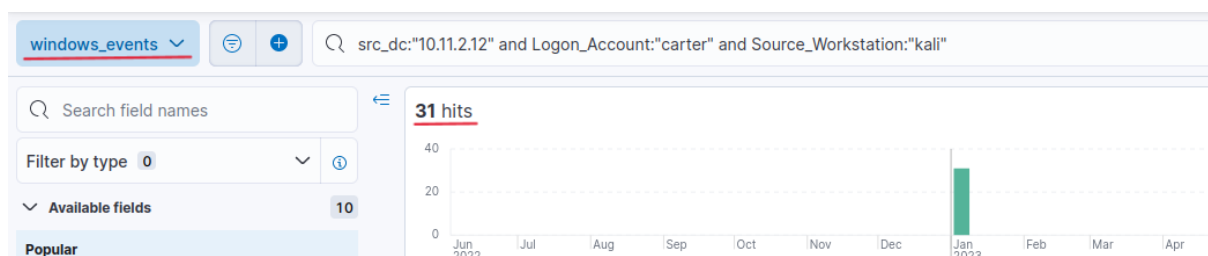 windows_events
src_dc:"10.11.2.12" and Logon_Account:"carter" and Source_Workstation:"kali"
Search field names
Filter by type 0
Available fields 10
Popular
31 hits
40
20
0
Jun Jul Aug Sep Oct Nov Dec Jan Feb Mar Apr
2022 2023